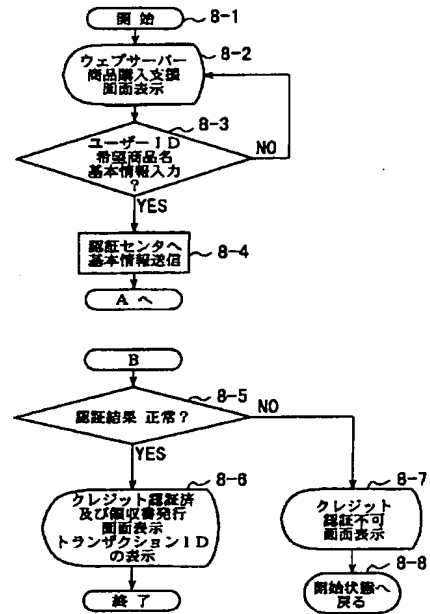 開 始
8-1
ウェブサーバー
商品購入支援
画面表示
8-2
8-3
ユーザーＩＤ
希望商品名
基本情報入力
？
NO
YES
認証センタへ
基本情報送信
8-4
Ａ へ
Ｂ
8-5
認証結果 正常？
NO
YES
8-6
クレジット認証済
及び領収書発行
画面表示
トランザクションＩＤ
の表示
8-7
クレジット
認証不可
画面表示
8-8
開始状態へ
戻る
終 了